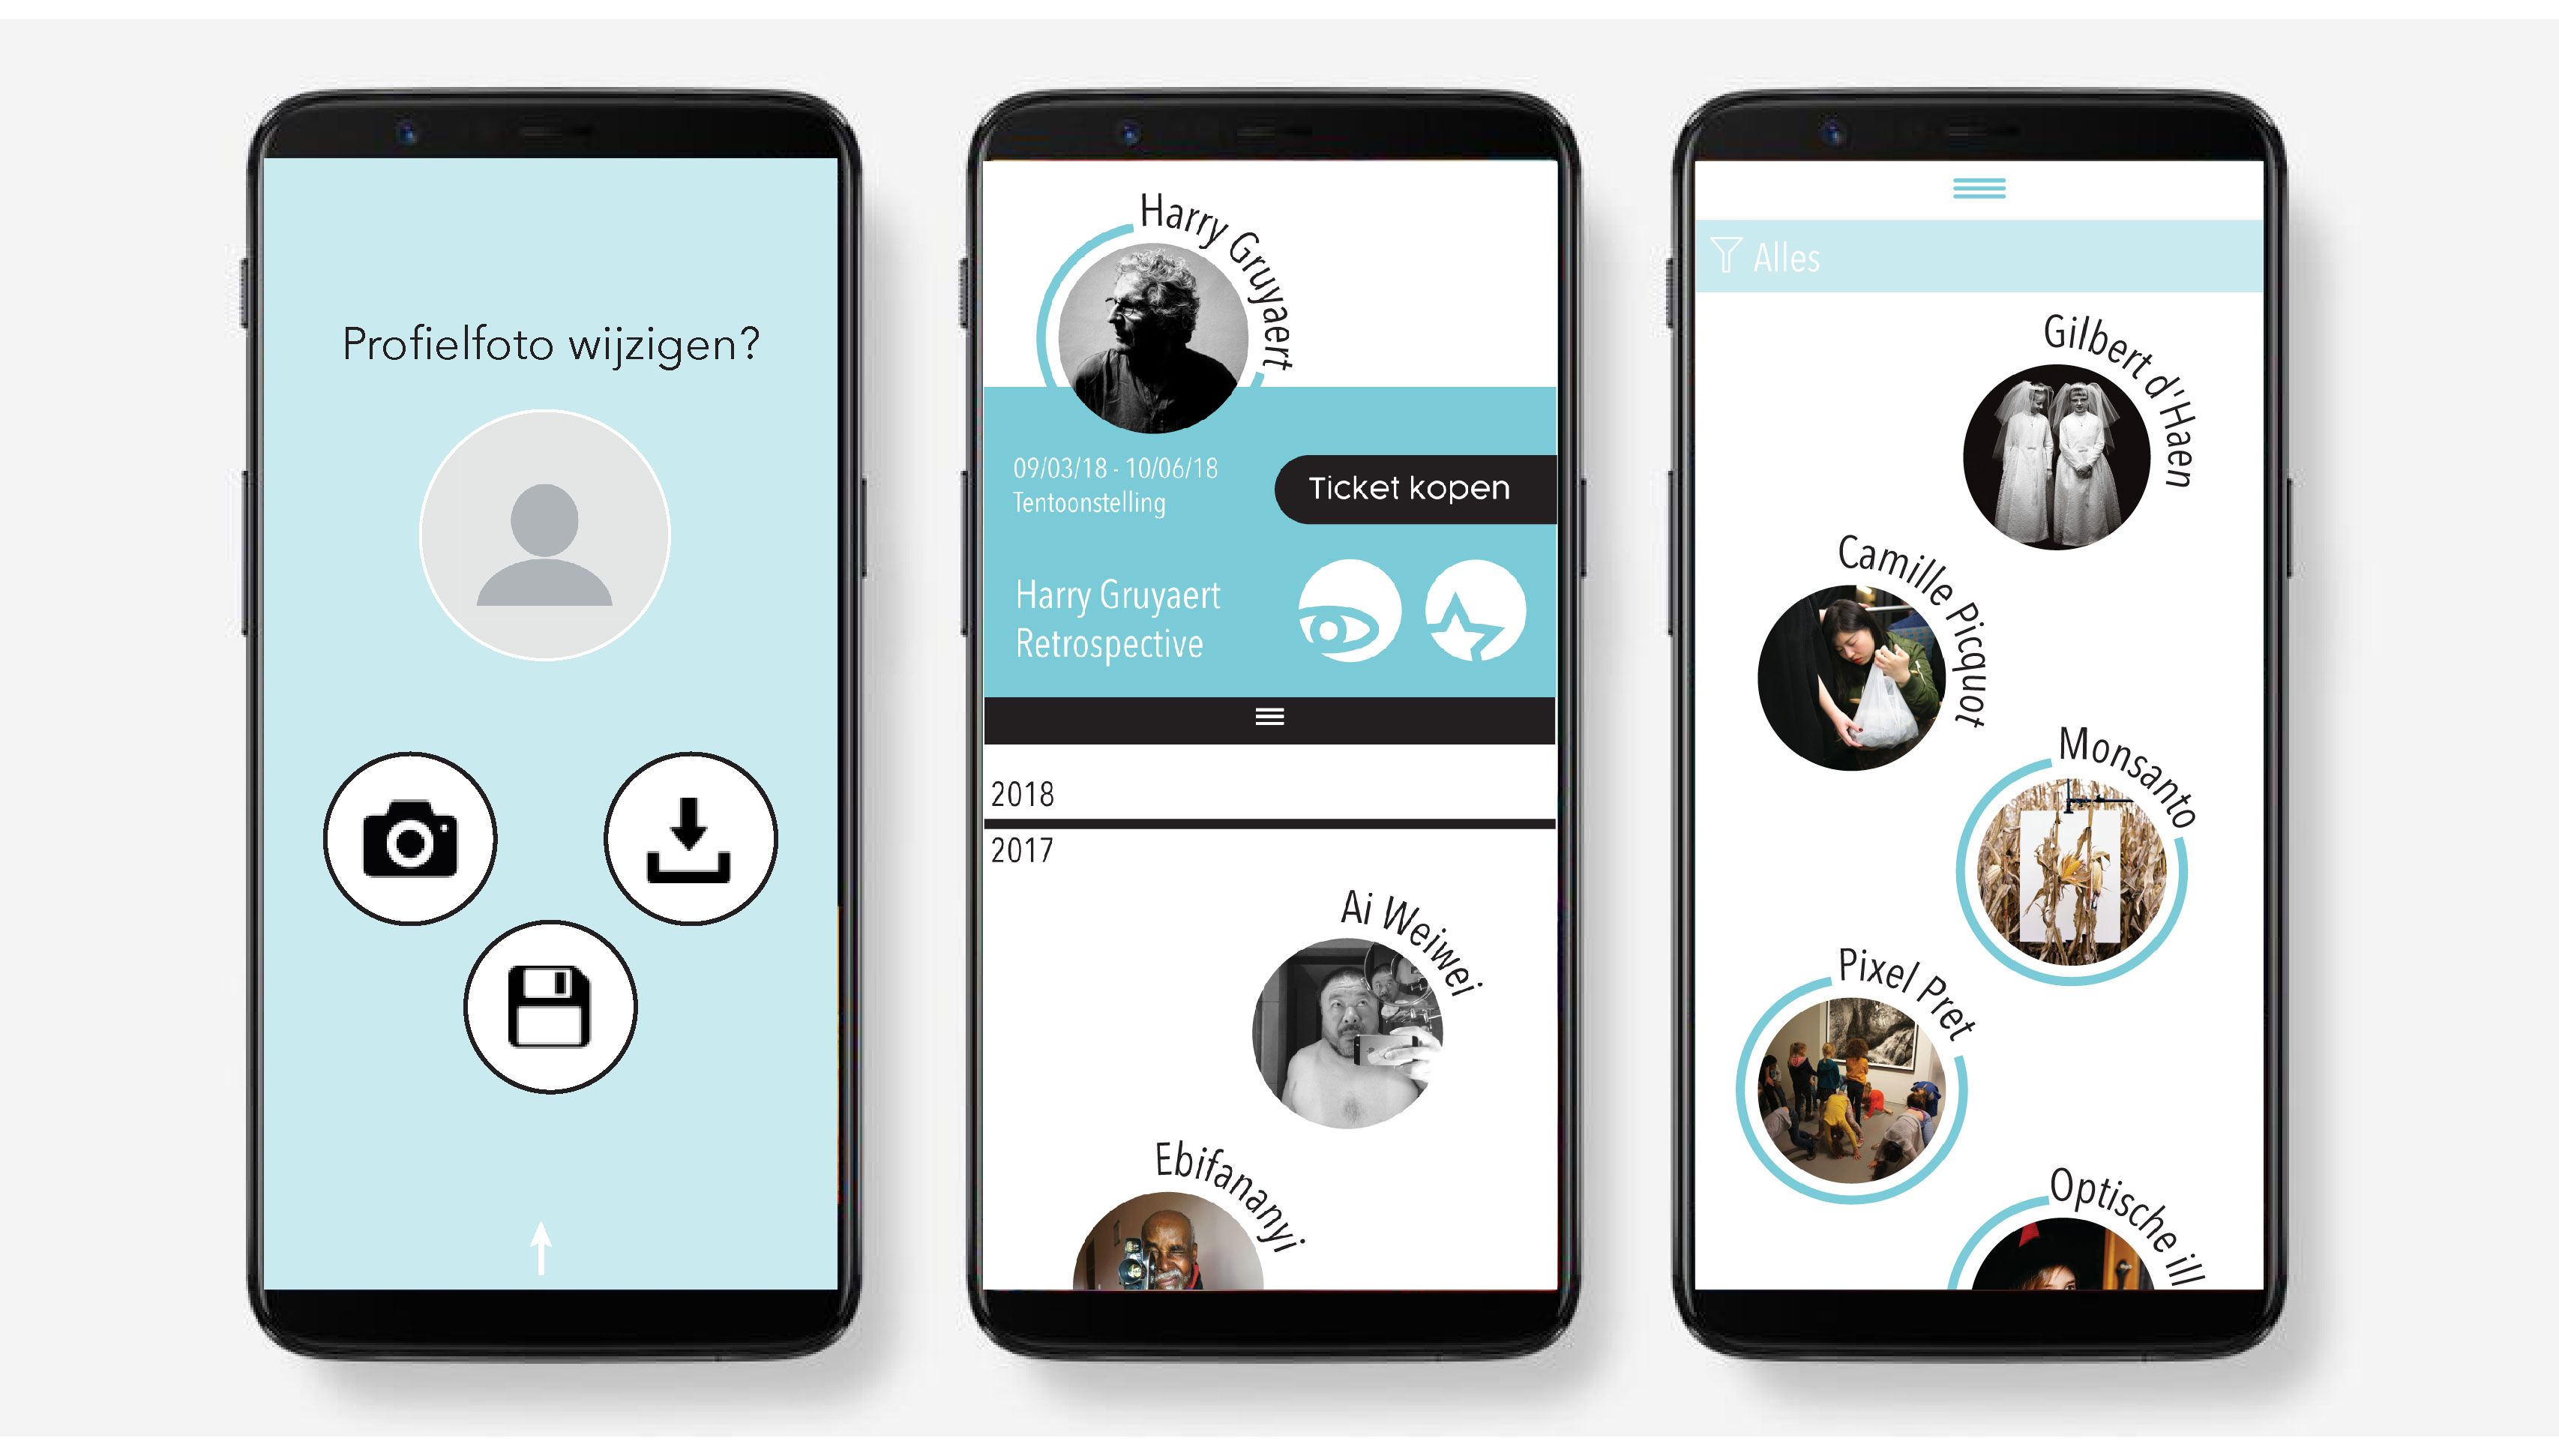 Profielfoto wijzigen?
Harry Gruyaert
09/03/18 - 10/06/18
Tentoonstelling
Ticket kopen
Harry Gruyaert
Retrospective
2018
2017
Ai Weiwei
Ebifananyi
Alles
Gilbert d'Haen
Camille Picquot
Monsanto
Pixel Pret
Optische ill